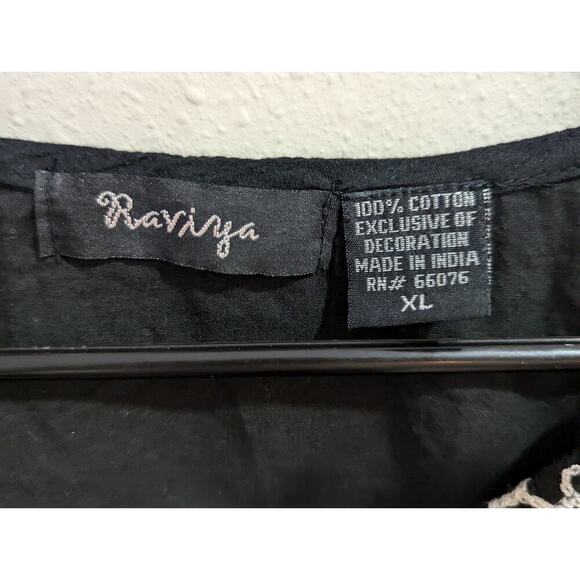 Raviya
100% COTTON
EXCLUSIVE OF
DECORATION
MADE IN INDIA
RN# 66076
XL